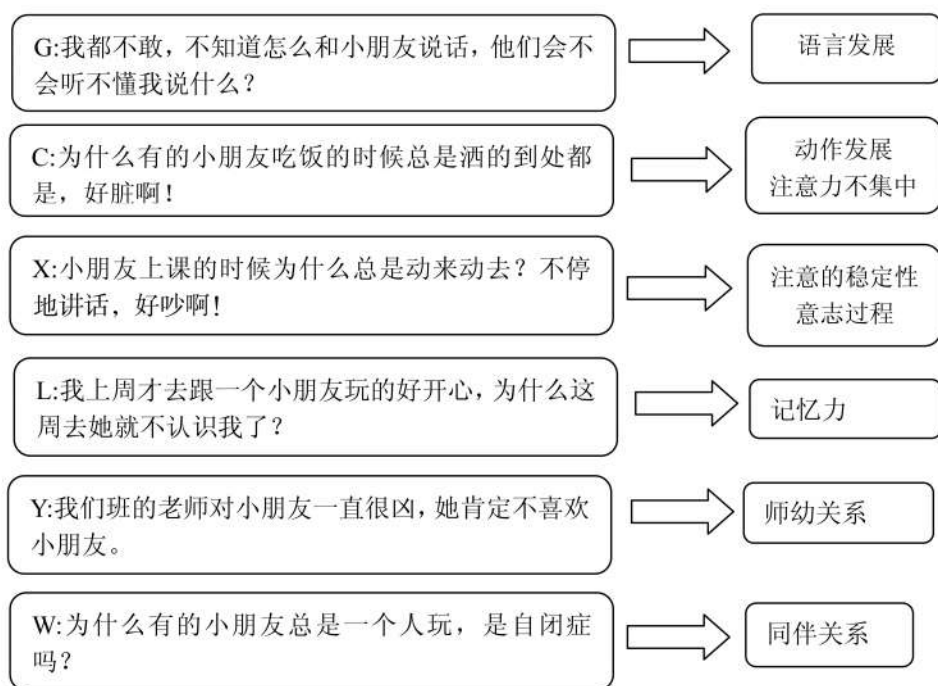 G:我都不敢，不知道怎么和小朋友说话，他们会不
会听不懂我说什么？
语言发展
C:为什么有的小朋友吃饭的时候总是洒的到处都
是，好脏啊！
动作发展
注意力不集中
X:小朋友上课的时候为什么总是动来动去？不停
地讲话，好吵啊！
注意的稳定性
意志过程
L:我上周才去跟一个小朋友玩的好开心，为什么这
周去她就不认识我了？
记忆力
Y:我们班的老师对小朋友一直很凶，她肯定不喜欢
小朋友。
师幼关系
W:为什么有的小朋友总是一个人玩，是自闭症
吗？
同伴关系